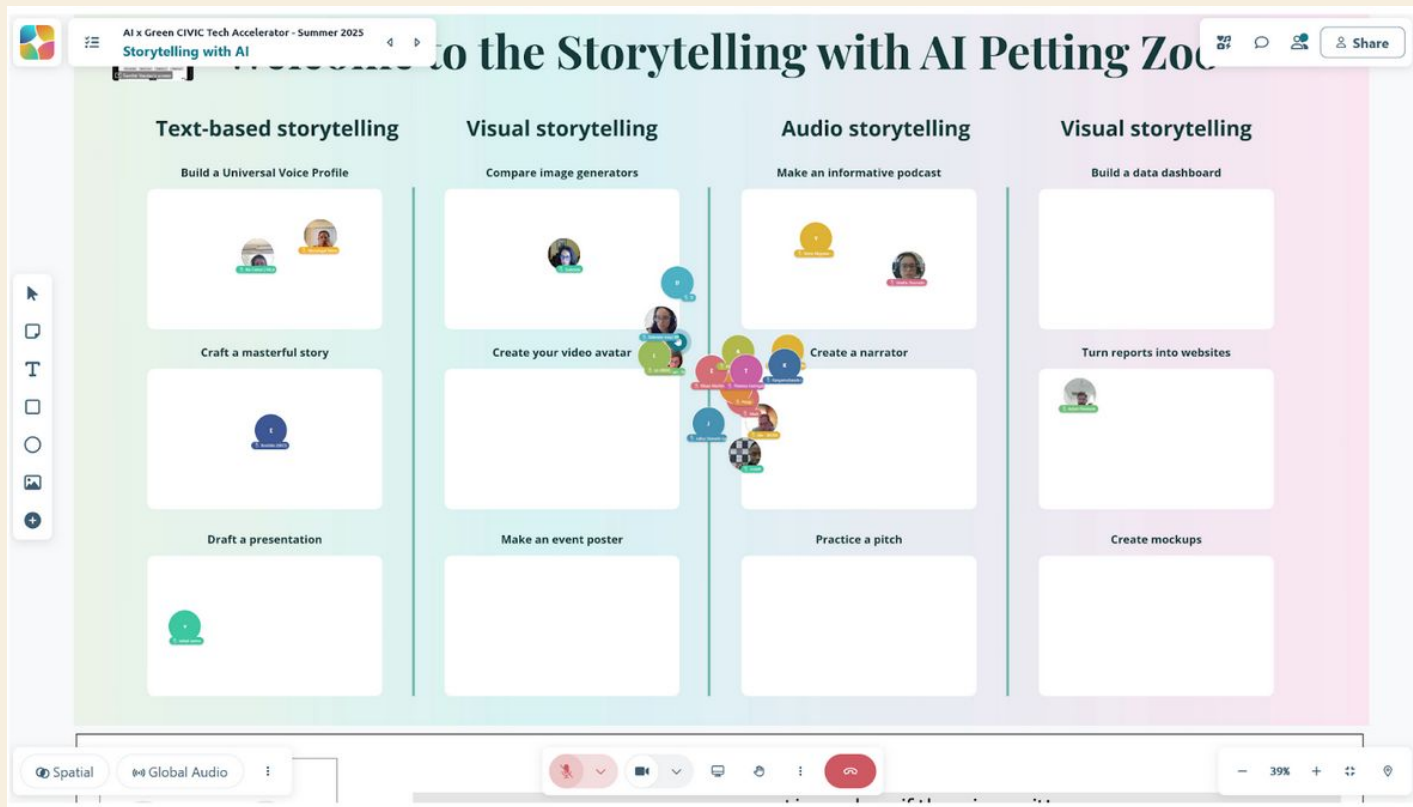 AI x Green CIVIC Tech Accelerator - Summer 2025
Storytelling with AI
to the Storytelling with AI Petting Zoo
Share
Text-based storytelling
Visual storytelling
Audio storytelling
Visual storytelling
Build a Universal Voice Profile
Compare image generators
Make an informative podcast
Build a data dashboard
Craft a masterful story
Create your video avatar
Create a narrator
Turn reports into websites
Draft a presentation
Make an event poster
Practice a pitch
Create mockups
Spatial
Global Audio
39%